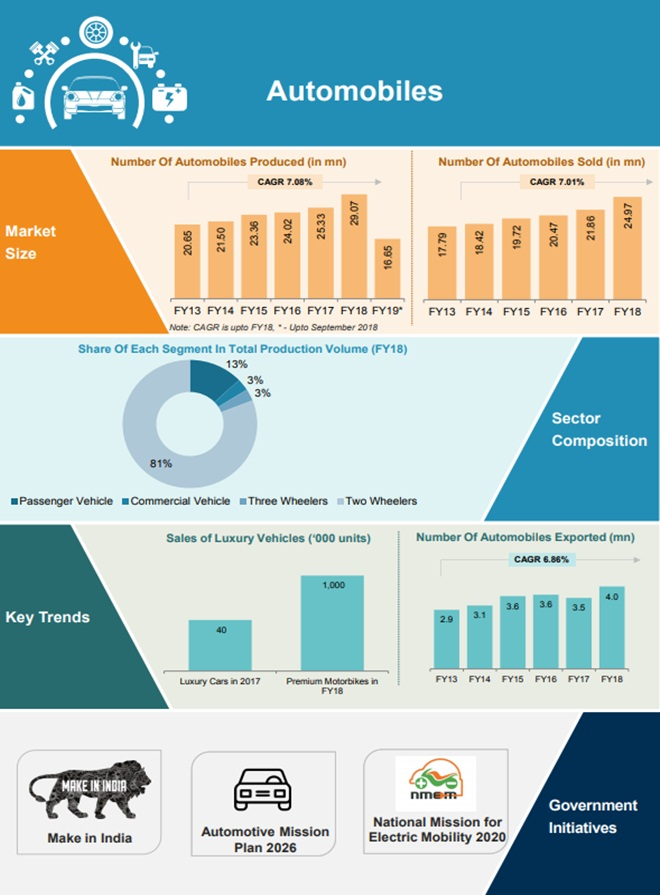 Automobiles
Market
Size
Number Of Automobiles Produced (in mn)
CAGR 7.08%
20.65
21.50
23.36
24.02
25.33
29.07
16.65
FY13 FY14 FY15 FY16 FY17 FY18 FY19*
Note: CAGR is upto FY18, * - Upto September 2018
Number Of Automobiles Sold (in mn)
CAGR 7.01%
17.79
18.42
19.72
20.47
21.86
24.97
FY13 FY14 FY15 FY16 FY17 FY18
Share Of Each Segment In Total Production Volume (FY18)
13%
3%
3%
81%
Passenger Vehicle Commercial Vehicle Three Wheelers Two Wheelers
Sector
Composition
Key Trends
Sales of Luxury Vehicles (‘000 units)
40
1,000
Luxury Cars in 2017
Premium Motorbikes in
FY18
Number Of Automobiles Exported (mn)
CAGR 6.86%
2.9
3.1
3.6
3.6
3.5
4.0
FY13 FY14 FY15 FY16 FY17 FY18
MAKE IN INDIA
Make in India
Automotive Mission
Plan 2026
nmem
National Mission for
Electric Mobility 2020
Government
Initiatives